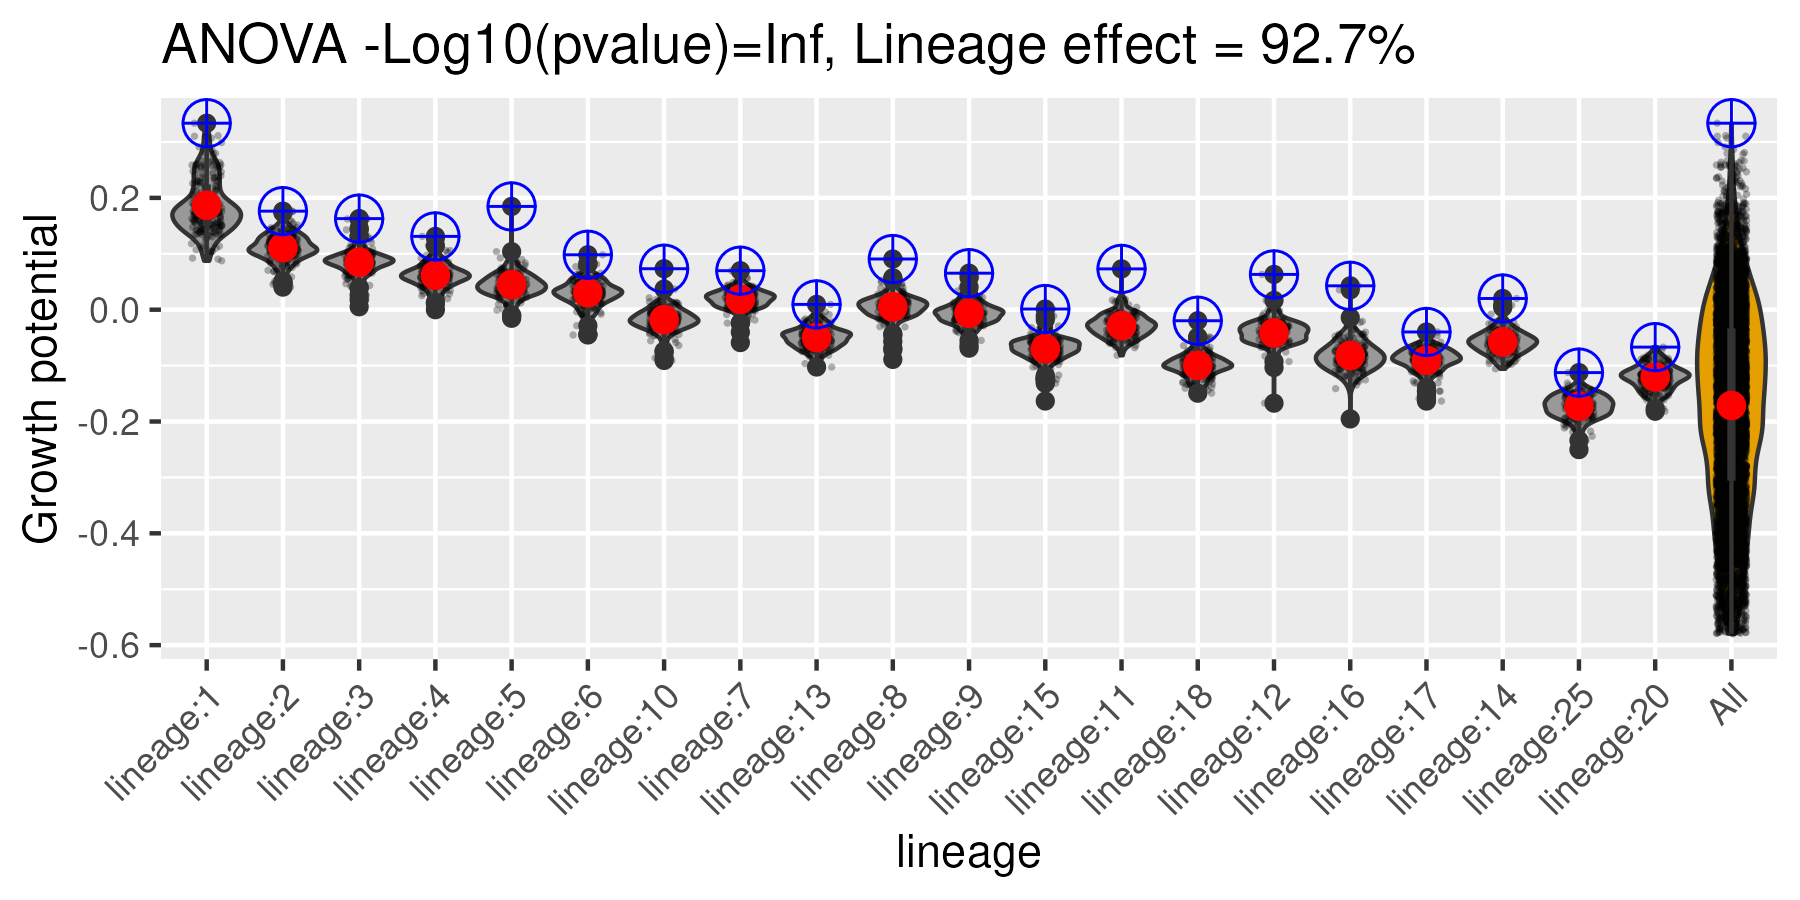 ANOVA -Log10(pvalue)=Inf, Lineage effect = 92.7%
Growth potential
0.2
0.0
-0.2
-0.4
-0.6
lineage:1
lineage:2
lineage:3
lineage:4
lineage:5
lineage:6
lineage:10
lineage:7
lineage:13
lineage:8
lineage:9
lineage:15
lineage:11
lineage:18
lineage:12
lineage:16
lineage:17
lineage:14
lineage:25
lineage:20
All
lineage